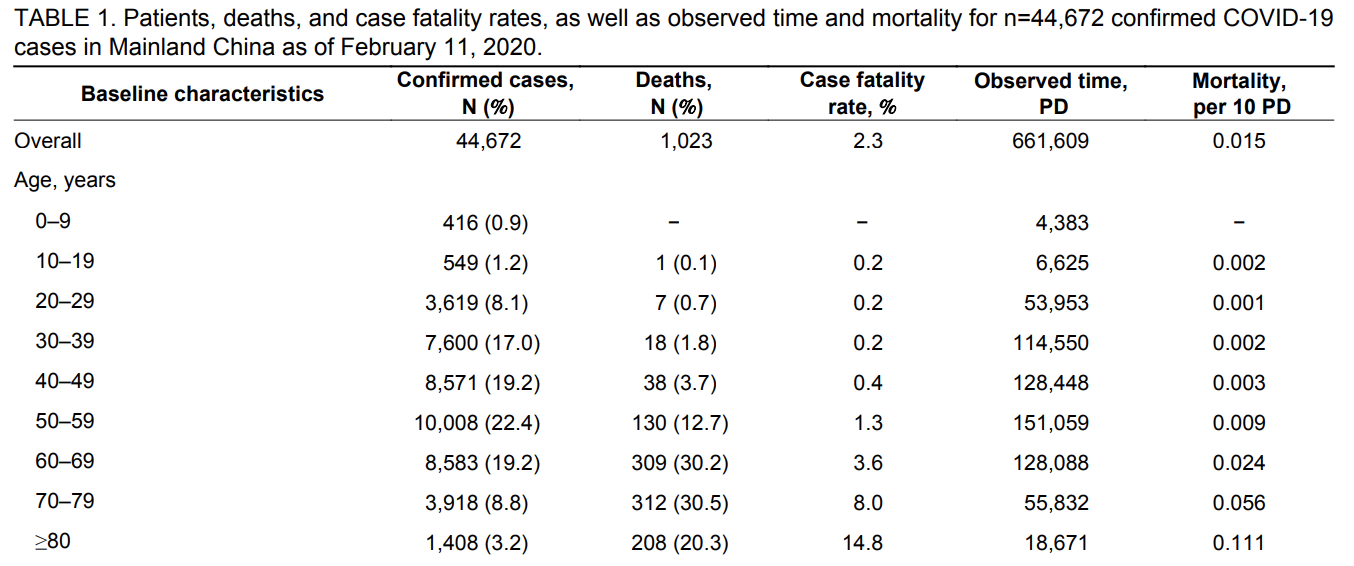 TABLE 1. Patients, deaths, and case fatality rates, as well as observed time and mortality for n=44,672 confirmed COVID-19
cases in Mainland China as of February 11, 2020.
Baseline characteristics Confirmed cases, N (%) Deaths, N (%) Case fatality rate, % Observed time, PD Mortality, per 10 PD
Overall 44,672 1,023 2.3 661,609 0.015
Age, years
0–9 416 (0.9) – – 4,383 –
10–19 549 (1.2) 1 (0.1) 0.2 6,625 0.002
20–29 3,619 (8.1) 7 (0.7) 0.2 53,953 0.001
30–39 7,600 (17.0) 18 (1.8) 0.2 114,550 0.002
40–49 8,571 (19.2) 38 (3.7) 0.4 128,448 0.003
50–59 10,008 (22.4) 130 (12.7) 1.3 151,059 0.009
60–69 8,583 (19.2) 309 (30.2) 3.6 128,088 0.024
70–79 3,918 (8.8) 312 (30.5) 8.0 55,832 0.056
≥80 1,408 (3.2) 208 (20.3) 14.8 18,671 0.111